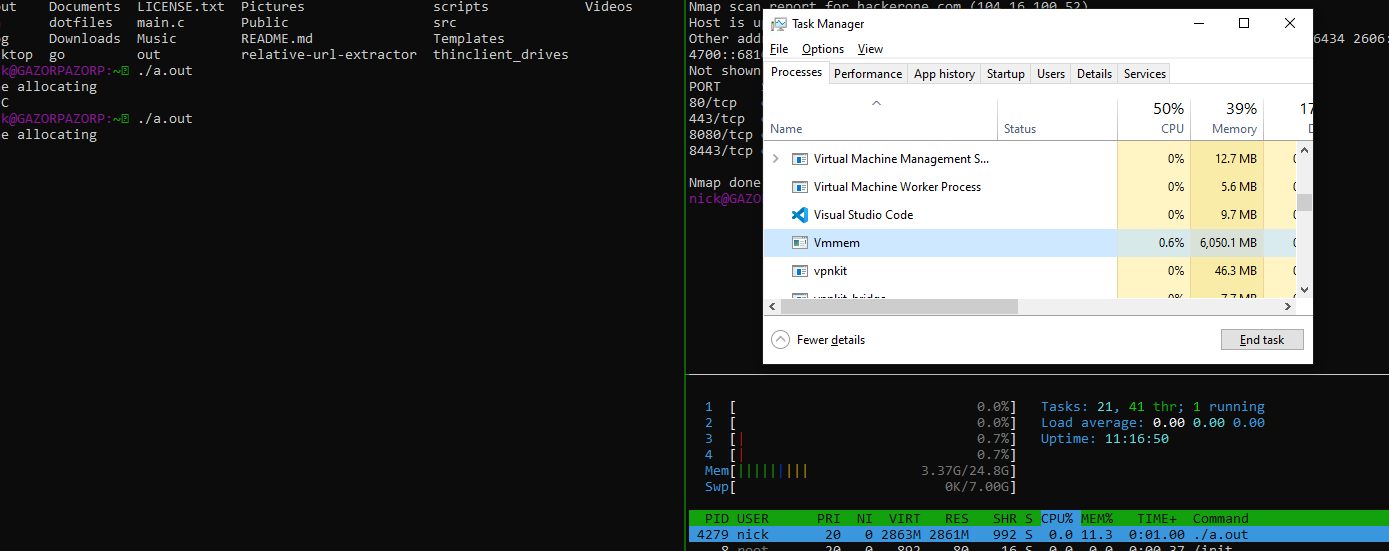 out Documents LICENSE.txt Pictures scripts Videos
dotfiles main.c Public src
Downloads Music README.md Templates
ktop go out relative-url-extractor thinclient_drives
k@GAZORPAZORP:~ ./a.out
e allocating
C
k@GAZORPAZORP:~ ./a.out
e allocating
Nmap scan report for hackerone.com (104.16.100.52)
Host is u
Other add
6434 2606:
4700::681
Not shown
PORT
80/tcp
443/tcp
8080/tcp
8443/tcp
Nmap done
nick@GAZO
Task Manager
File Options View
Processes Performance App history Startup Users Details Services
50% 39% 17
Name Status CPU Memory D
Virtual Machine Management S... 0% 12.7 MB
Virtual Machine Worker Process 0% 5.6 MB
Visual Studio Code 0% 9.7 MB
Vmmem 0.6% 6,050.1 MB
vpnkit 0% 46.3 MB
vpnkit-bridge 0% 7.7 MB
Fewer details End task
1 [ 0.0%] Tasks: 21, 41 thr; 1 running
2 [ 0.0%] Load average: 0.00 0.00 0.00
3 [| 0.7%] Uptime: 11:16:50
4 [| 0.7%]
Mem[||||||||| 3.37G/24.8G]
Swp[ 0K/7.00G]
PID USER PRI NI VIRT RES SHR S CPU% MEM% TIME+ Command
4279 nick 20 0 2863M 2861M 992 S 0.0 11.3 0:01.00 ./a.out
8 root 20 0 892 80 16 S 0.0 0.0 0:00.37 /init